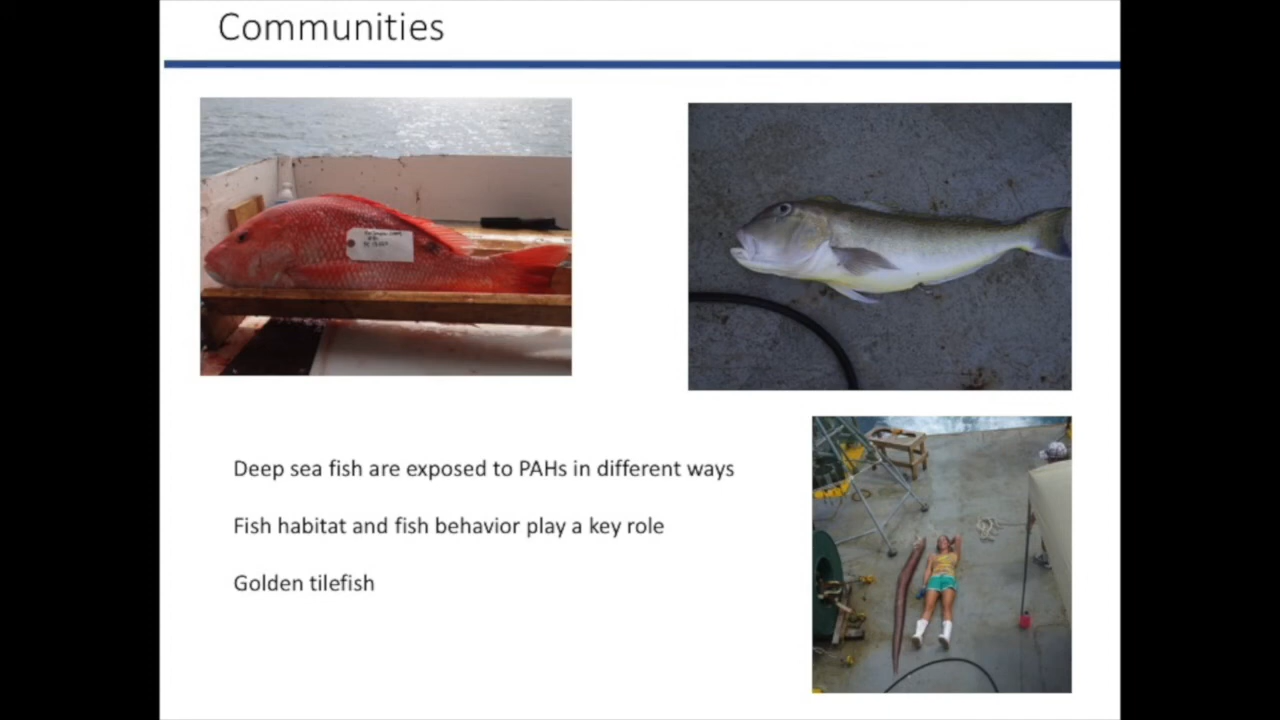 Communities
Deep sea fish are exposed to PAHs in different ways
Fish habitat and fish behavior play a key role
Golden tilefish